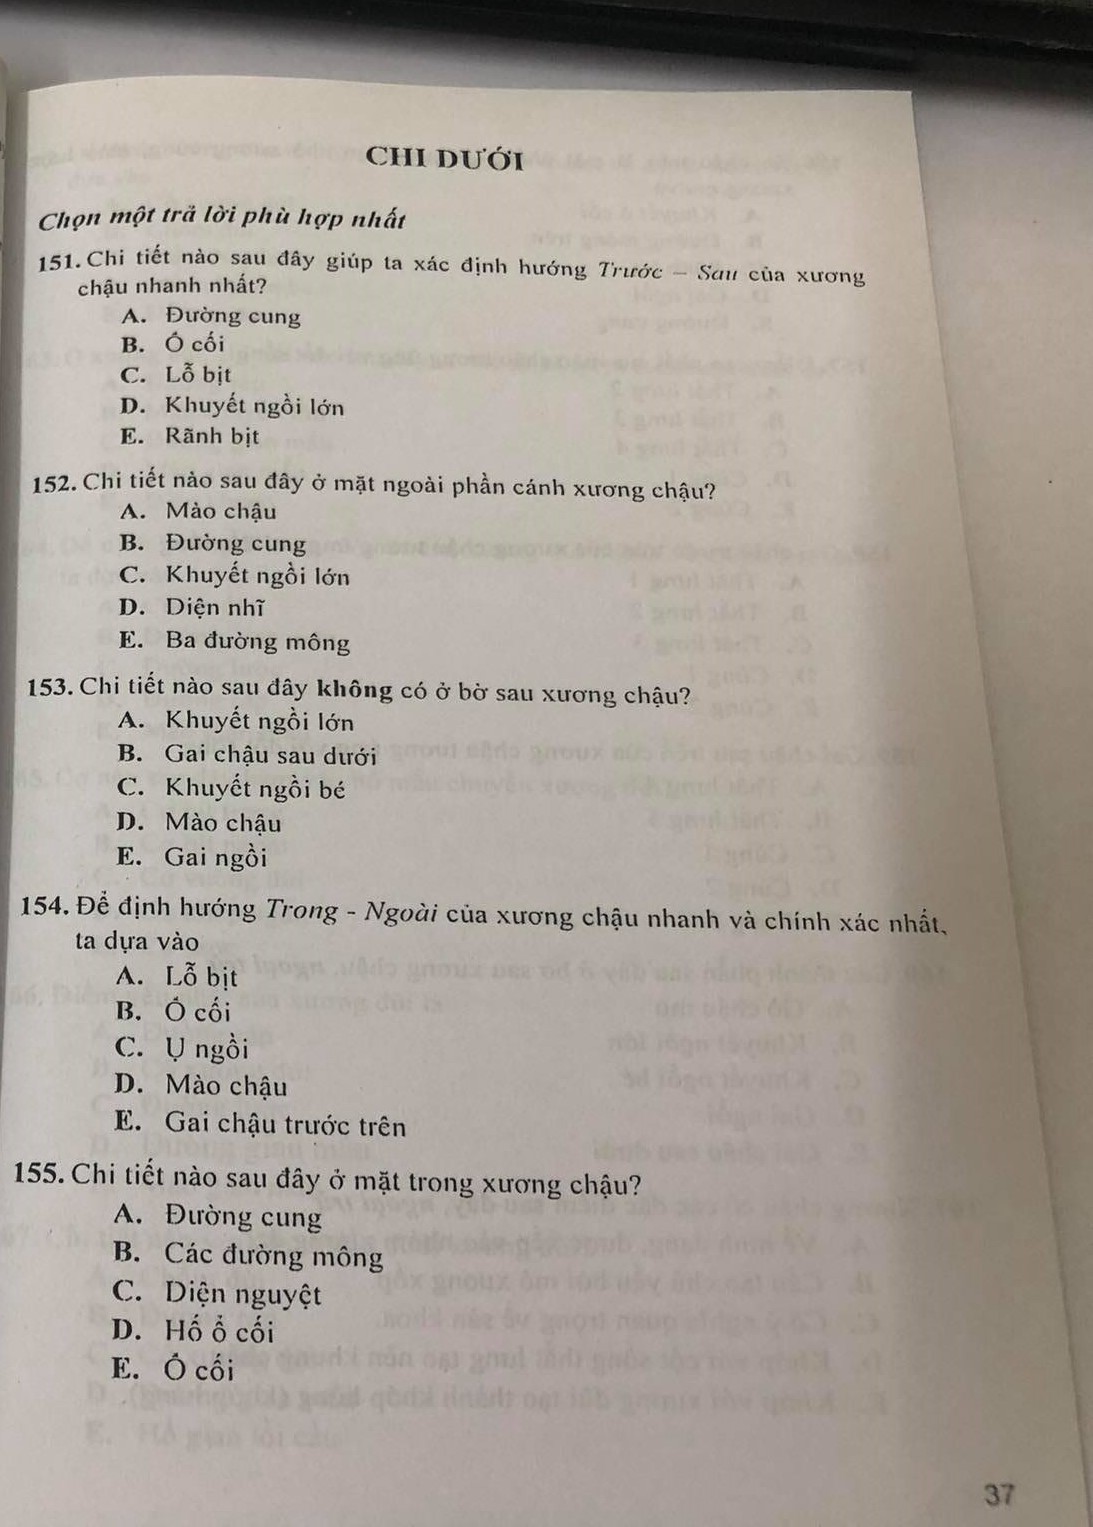 CHI DƯỚI
Chọn một trả lời phù hợp nhất
151. Chi tiết nào sau đây giúp ta xác định hướng Trước – Sau của xương
chậu nhanh nhất?
A. Đường cung
B. Ổ cối
C. Lỗ bịt
D. Khuyết ngồi lớn
E. Rãnh bịt
152. Chi tiết nào sau đây ở mặt ngoài phần cánh xương chậu?
A. Mào chậu
B. Đường cung
C. Khuyết ngồi lớn
D. Diện nhĩ
E. Ba đường mông
153. Chi tiết nào sau đây không có ở bờ sau xương chậu?
A. Khuyết ngồi lớn
B. Gai chậu sau dưới
C. Khuyết ngồi bé
D. Mào chậu
E. Gai ngồi
154. Để định hướng Trong - Ngoài của xương chậu nhanh và chính xác nhất,
ta dựa vào
A. Lỗ bịt
B. Ổ cối
C. Ụ ngồi
D. Mào chậu
E. Gai chậu trước trên
155. Chi tiết nào sau đây ở mặt trong xương chậu?
A. Đường cung
B. Các đường mông
C. Diện nguyệt
D. Hố ổ cối
E. Ổ cối
37